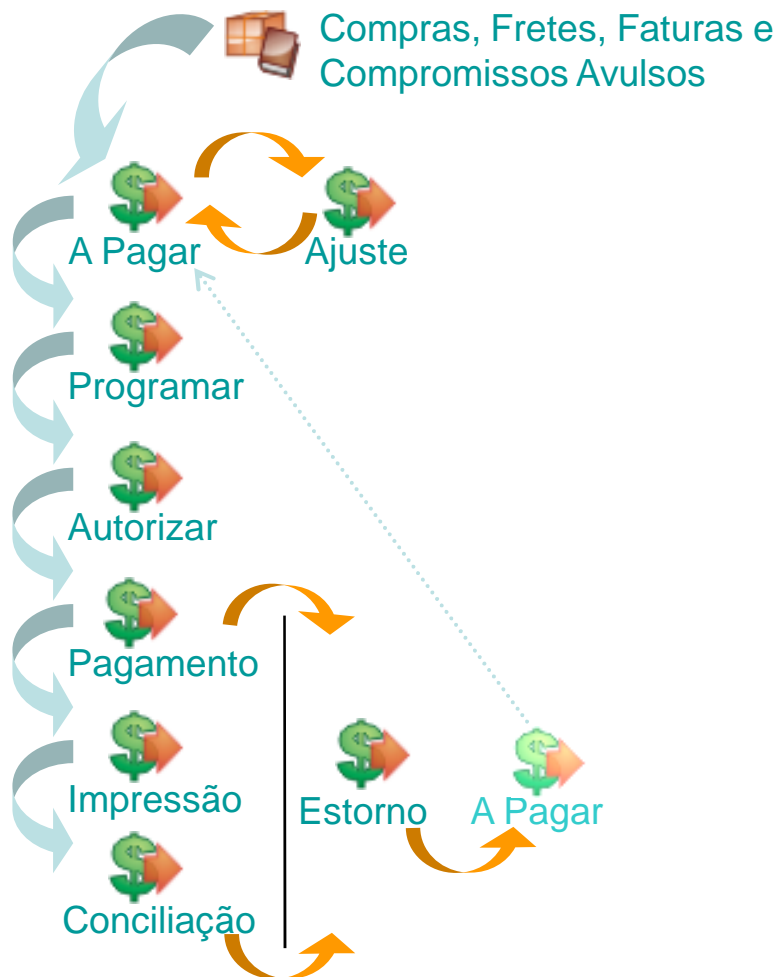 Compras, Fretes, Faturas e
Compromissos Avulsos
A Pagar
Ajuste
Programar
Autorizar
Pagamento
Impressão
Estorno
A Pagar
Conciliação